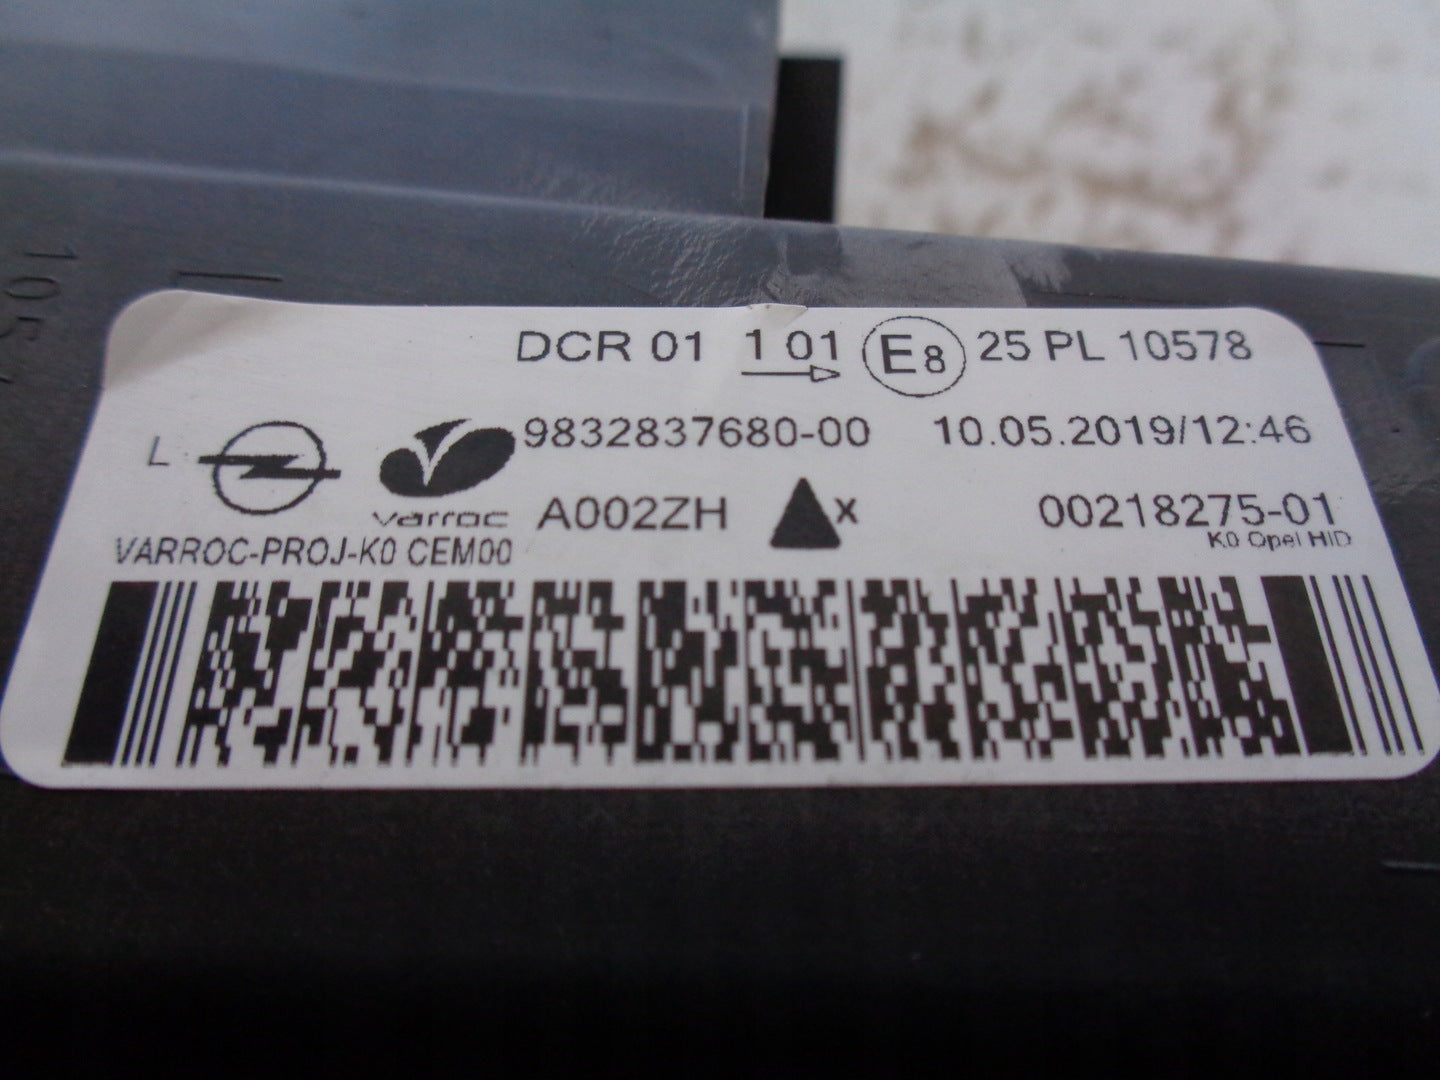 DCR 01 1 01 E8 25 PL 10578
L 9832837680-00 10.05.2019/12:46
varroc A002ZH X 00218275-01
VARROC-PROJ-K0 CEM00 K0 Opel HID